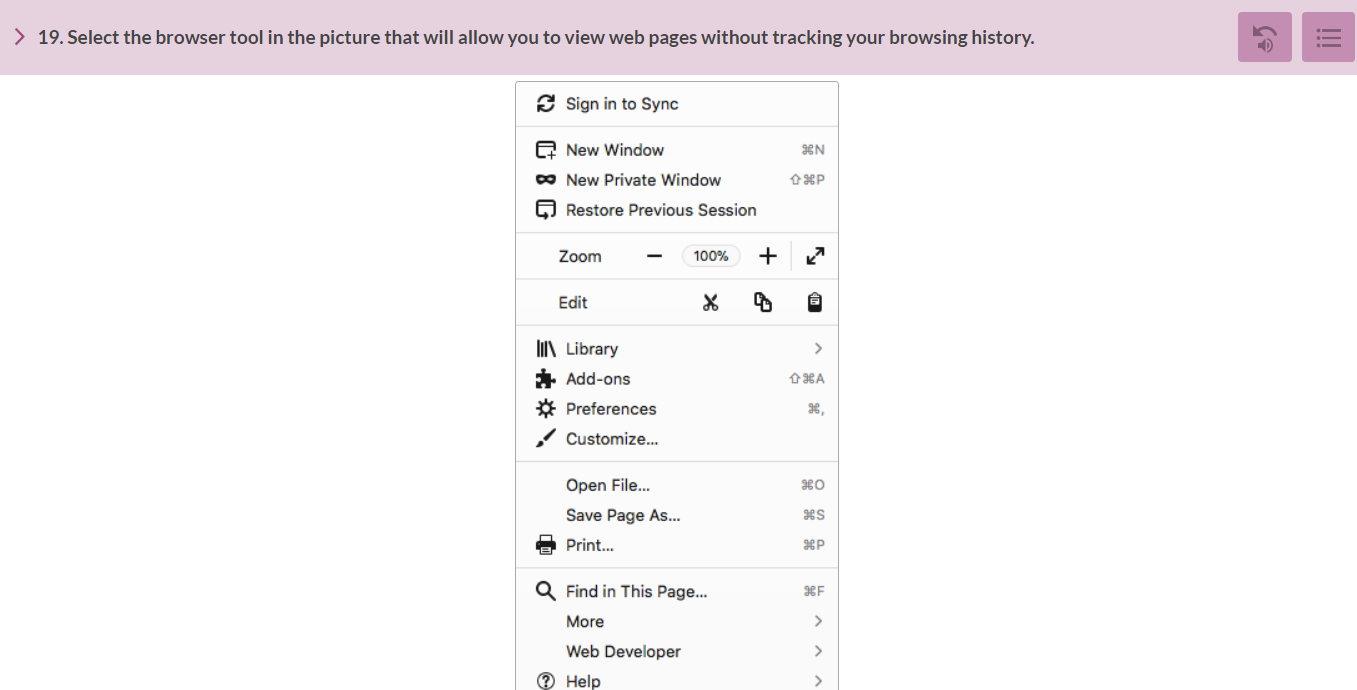 19. Select the browser tool in the picture that will allow you to view web pages without tracking your browsing history.
Sign in to Sync
New Window ⌘N
New Private Window ⇧⌘P
Restore Previous Session
Zoom 100%
Edit
Library
Add-ons ⇧⌘A
Preferences ⌘,
Customize...
Open File... ⌘O
Save Page As... ⌘S
Print... ⌘P
Find in This Page... ⌘F
More
Web Developer
Help